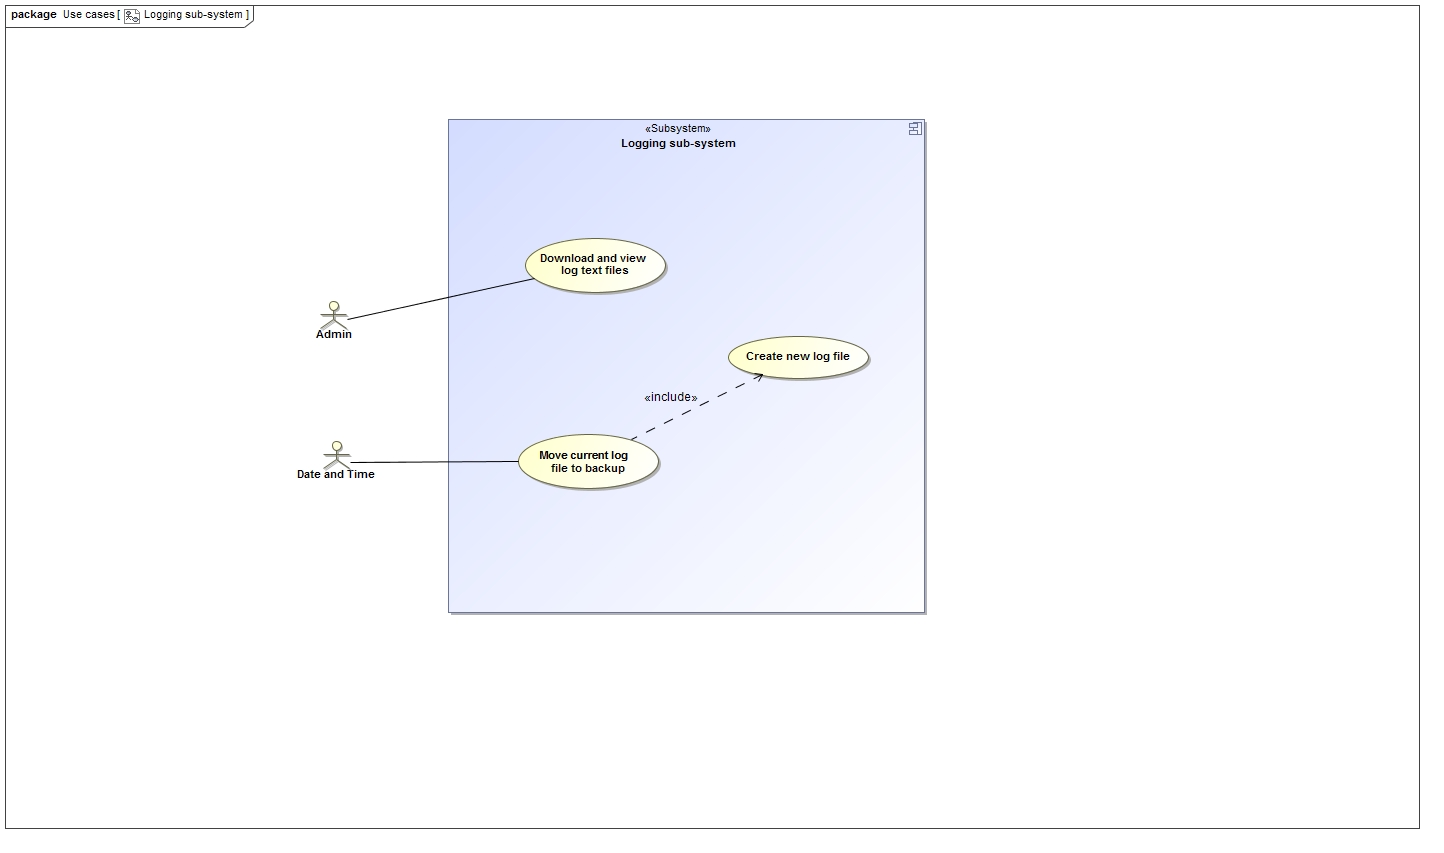 package Use cases [ Logging sub-system ]
«Subsystem»
Logging sub-system
Download and view
log text files
Admin
Create new log file
«include»
Move current log
file to backup
Date and Time